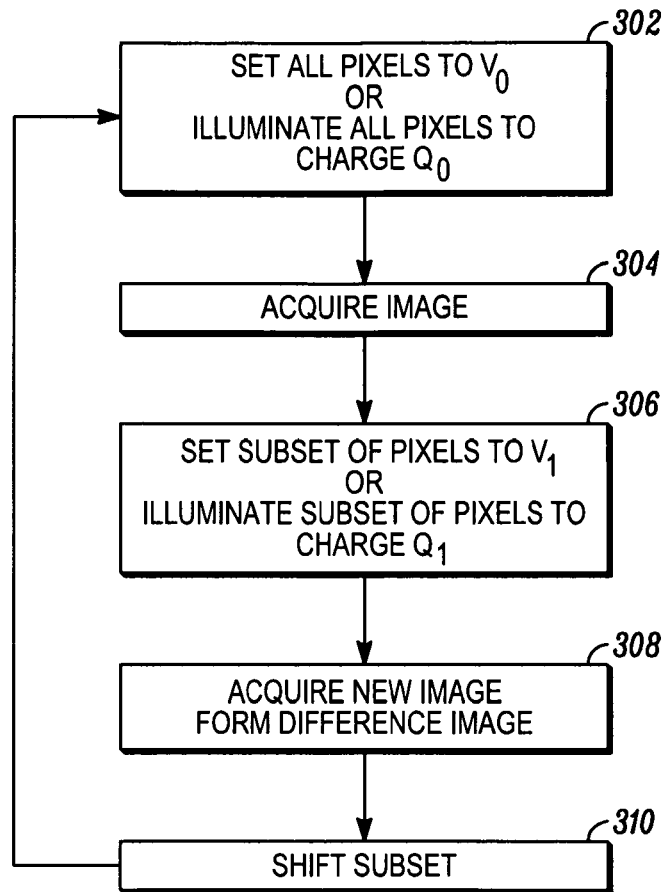 302
SET ALL PIXELS TO V0
OR
ILLUMINATE ALL PIXELS TO
CHARGE Q0
304
ACQUIRE IMAGE
306
SET SUBSET OF PIXELS TO V1
OR
ILLUMINATE SUBSET OF PIXELS TO
CHARGE Q1
308
ACQUIRE NEW IMAGE
FORM DIFFERENCE IMAGE
310
SHIFT SUBSET